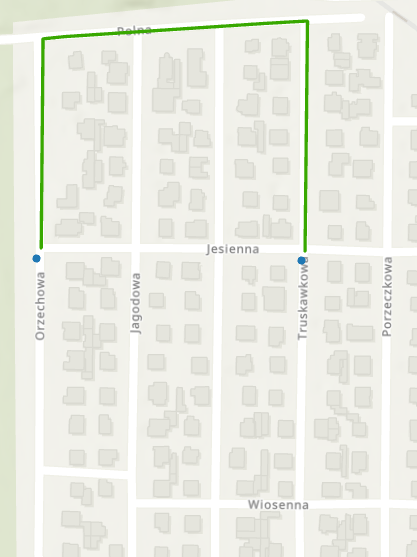 Polna
Jesienna
Orzechowa
Jagodowa
Truskawkowa
Porzeczkowa
Wiosenna